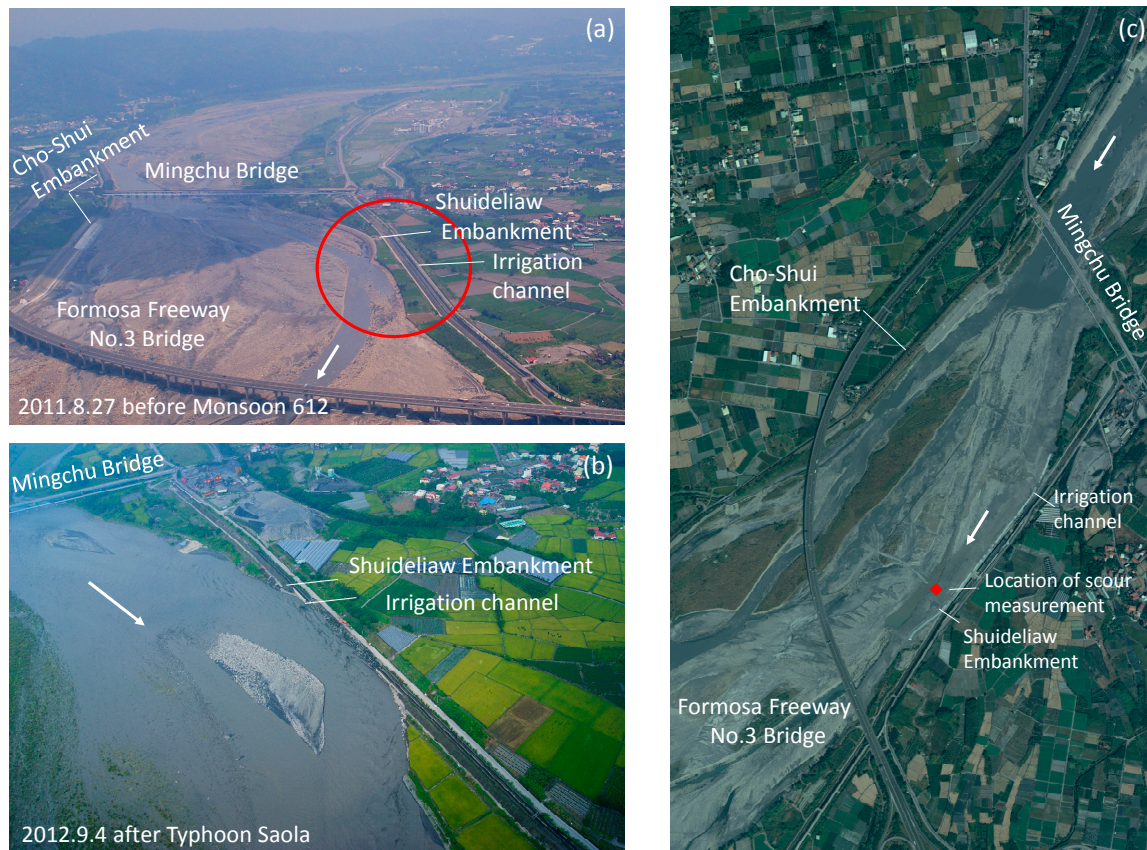 (a)
Cho-Shui
Embankment
Mingchu Bridge
Shuideliaw
Embankment
Irrigation
channel
Formosa Freeway
No.3 Bridge
2011.8.27 before Monsoon 612
(b)
Mingchu Bridge
Shuideliaw Embankment
Irrigation channel
2012.9.4 after Typhoon Saola
(c)
Mingchu Bridge
Cho-Shui
Embankment
Irrigation
channel
Location of scour
measurement
Shuideliaw
Embankment
Formosa Freeway
No.3 Bridge